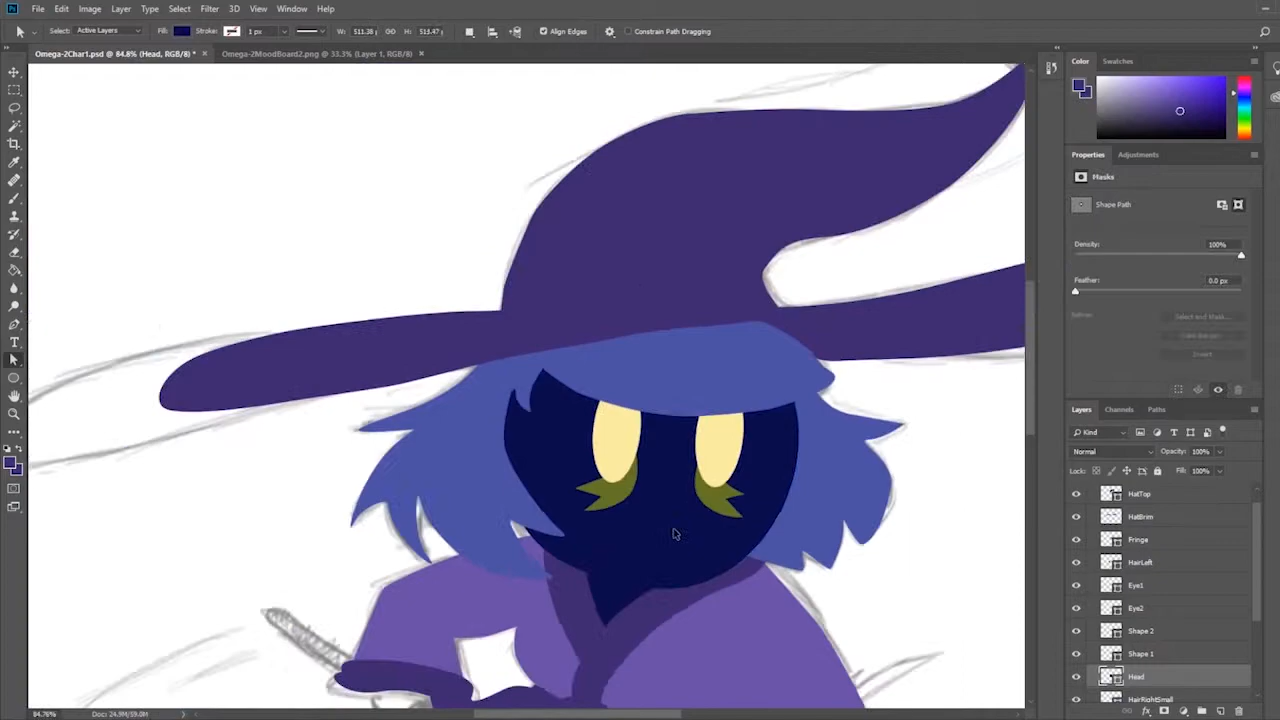 Ps File Edit Image Layer Type Select Filter 3D View Window Help
Select: Active Layers Fill: Stroke: 1 px W: 511.38 H: 513.47 Align Edges Constrain Path Dragging
Omega-2Char1.psd @ 84.8% (Head, RGB/8) * × Omega-2MoodBoard2.png @ 33.3% (Layer 1, RGB/8) ×
Color Swatches
Properties Adjustments
Masks
Shape Path
Density: 100%
Feather: 0.0 px
Select and Mask...
Invert
Layers Channels Paths
Kind
Normal Opacity: 100%
Lock: Fill: 100%
HatTop
HatBrim
Fringe
HairLeft
Eye1
Eye2
Shape 2
Shape 1
Head
HairRightSmall
84.76% Doc: 24.9M/59.0M